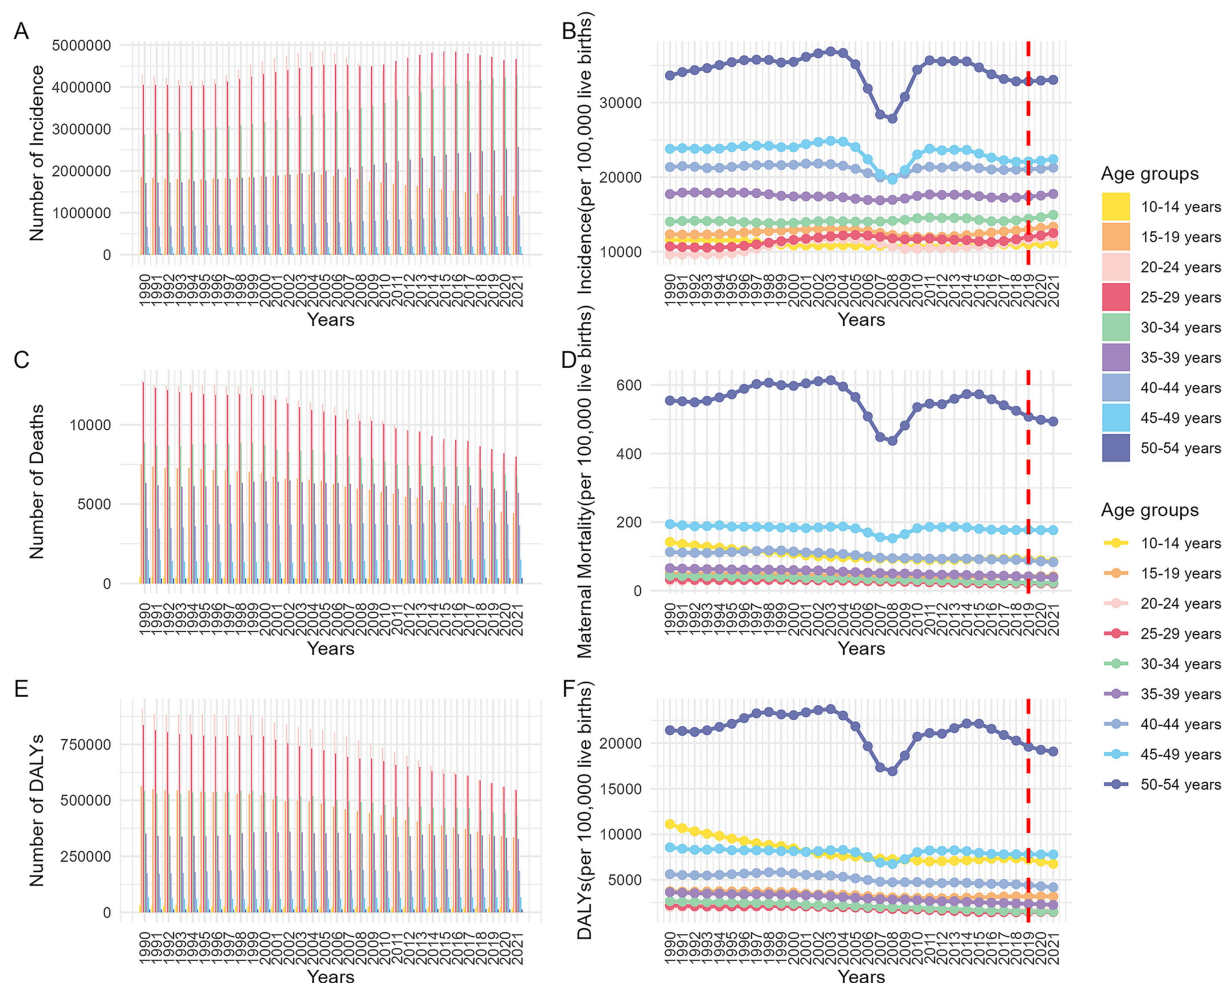 A
Number of Incidence
5000000
4000000
3000000
2000000
1000000
0
1990 1991 1992 1993 1994 1995 1996 1997 1998 1999 2000 2001 2002 2003 2004 2005 2006 2007 2008 2009 2010 2011 2012 2013 2014 2015 2016 2017 2018 2019 2020 2021
Years
B
Incidence(per 100,000 live births)
30000
20000
10000
1990 1991 1992 1993 1994 1995 1996 1997 1998 1999 2000 2001 2002 2003 2004 2005 2006 2007 2008 2009 2010 2011 2012 2013 2014 2015 2016 2017 2018 2019 2020 2021
Years
C
Number of Deaths
10000
5000
0
1990 1991 1992 1993 1994 1995 1996 1997 1998 1999 2000 2001 2002 2003 2004 2005 2006 2007 2008 2009 2010 2011 2012 2013 2014 2015 2016 2017 2018 2019 2020 2021
Years
D
Maternal Mortality(per 100,000 live births)
600
400
200
0
1990 1991 1992 1993 1994 1995 1996 1997 1998 1999 2000 2001 2002 2003 2004 2005 2006 2007 2008 2009 2010 2011 2012 2013 2014 2015 2016 2017 2018 2019 2020 2021
Years
E
Number of DALYs
750000
500000
250000
0
1990 1991 1992 1993 1994 1995 1996 1997 1998 1999 2000 2001 2002 2003 2004 2005 2006 2007 2008 2009 2010 2011 2012 2013 2014 2015 2016 2017 2018 2019 2020 2021
Years
F
DALYs(per 100,000 live births)
20000
15000
10000
5000
1990 1991 1992 1993 1994 1995 1996 1997 1998 1999 2000 2001 2002 2003 2004 2005 2006 2007 2008 2009 2010 2011 2012 2013 2014 2015 2016 2017 2018 2019 2020 2021
Years
Age groups
10-14 years
15-19 years
20-24 years
25-29 years
30-34 years
35-39 years
40-44 years
45-49 years
50-54 years
Age groups
10-14 years
15-19 years
20-24 years
25-29 years
30-34 years
35-39 years
40-44 years
45-49 years
50-54 years